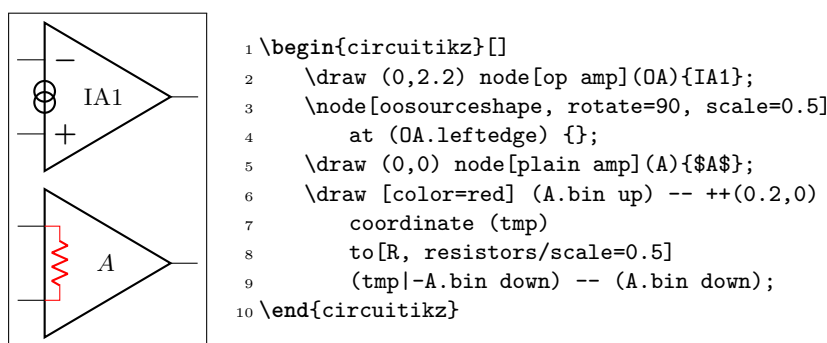 −
IA1
+
A
1 \begin{circuitikz}[]
2 \draw (0,2.2) node[op amp](OA){IA1};
3 \node[oosourceshape, rotate=90, scale=0.5]
4 at (OA.leftedge) {};
5 \draw (0,0) node[plain amp](A){$A$};
6 \draw [color=red] (A.bin up) -- ++(0.2,0)
7 coordinate (tmp)
8 to[R, resistors/scale=0.5]
9 (tmp|-A.bin down) -- (A.bin down);
10 \end{circuitikz}